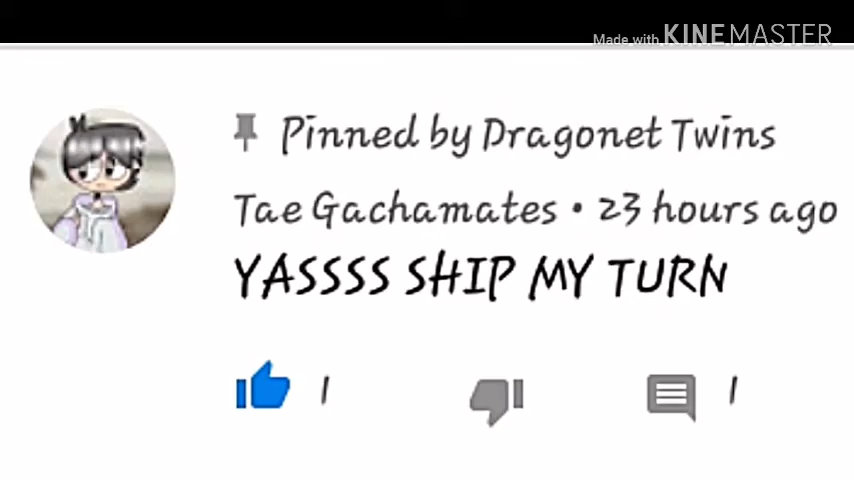 Made with KINEMASTER
Pinned by Dragonet Twins
Tae Gachamates • 23 hours ago
YASSSS SHIP MY TURN
1 1